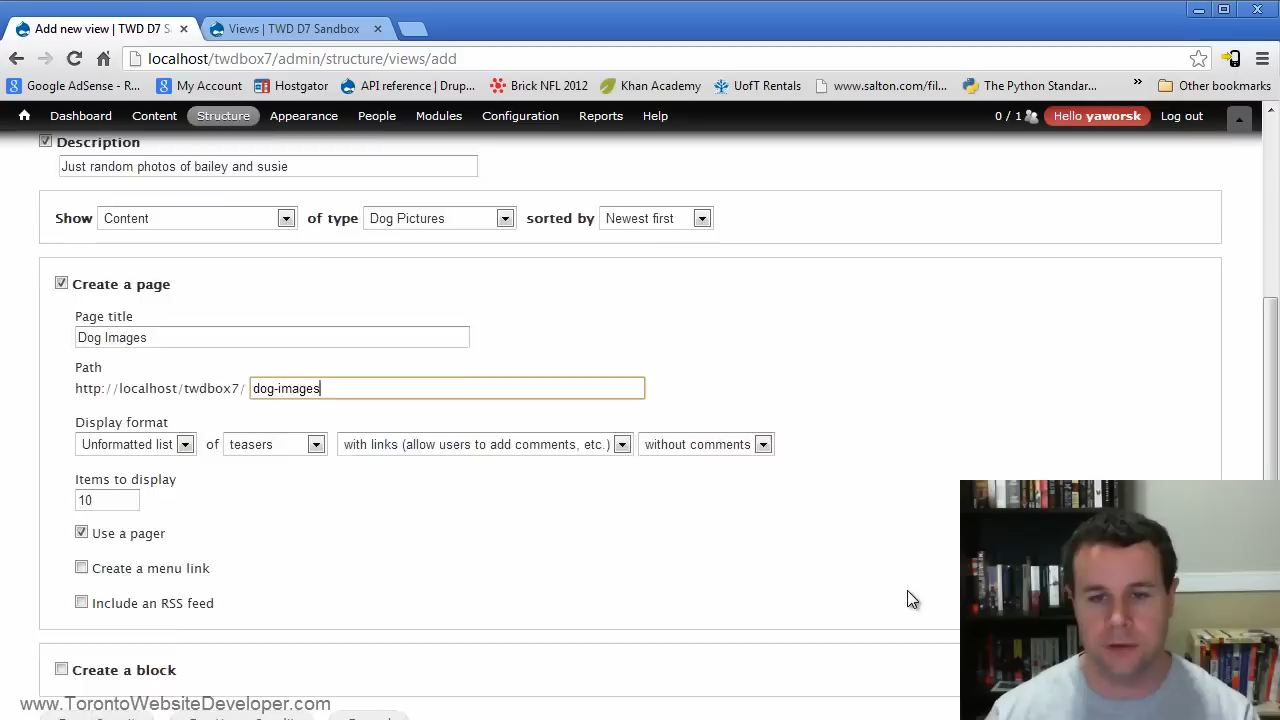 Add new view | TWD D7 S
Views | TWD D7 Sandbox
localhost/twdbox7/admin/structure/views/add
Google AdSense - R...
My Account
Hostgator
API reference | Drup...
Brick NFL 2012
Khan Academy
UofT Rentals
www.salton.com/fil...
The Python Standar...
Other bookmarks
Dashboard Content Structure Appearance People Modules Configuration Reports Help
0 / 1
Hello yaworsk
Log out
Description
Just random photos of bailey and susie
Show Content of type Dog Pictures sorted by Newest first
Create a page
Page title
Dog Images
Path
http://localhost/twdbox7/ dog-images
Display format
Unformatted list of teasers with links (allow users to add comments, etc.) without comments
Items to display
10
Use a pager
Create a menu link
Include an RSS feed
Create a block
www.TorontoWebsiteDeveloper.com